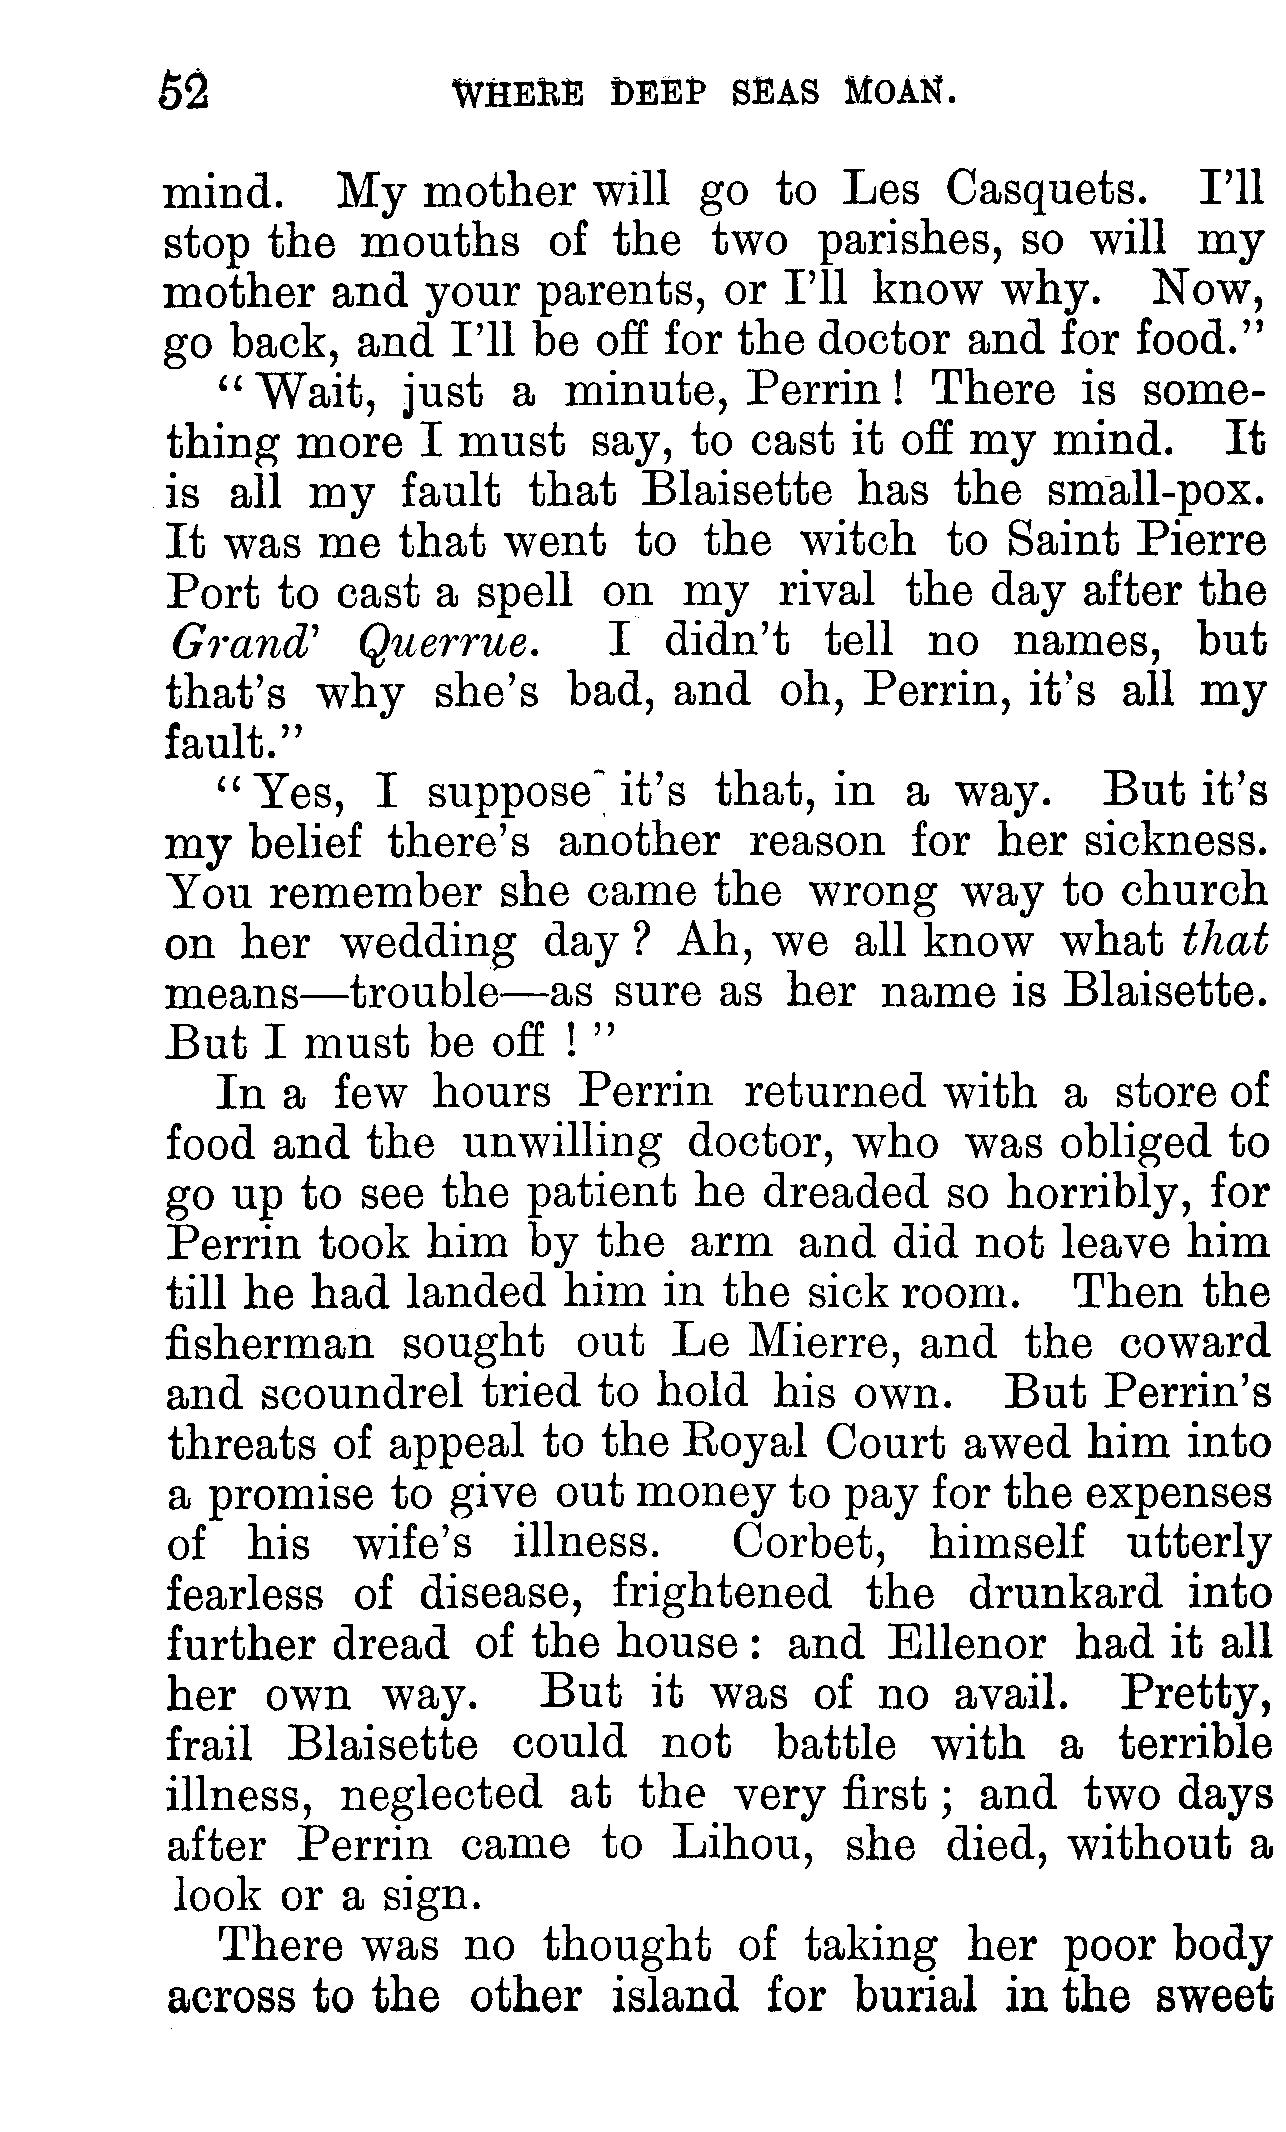 52 WHERE DEEP SEAS MOAN.
mind. My mother will go to Les Casquets. I'll
stop the mouths of the two parishes, so will my
mother and your parents, or I'll know why. Now,
go back, and I'll be off for the doctor and for food."
"Wait, just a minute, Perrin! There is some-
thing more I must say, to cast it off my mind. It
is all my fault that Blaisette has the small-pox.
It was me that went to the witch to Saint Pierre
Port to cast a spell on my rival the day after the
Grand' Querrue. I didn't tell no names, but
that's why she's bad, and oh, Perrin, it's all my
fault."
"Yes, I suppose it's that, in a way. But it's
my belief there's another reason for her sickness.
You remember she came the wrong way to church
on her wedding day? Ah, we all know what that
means—trouble—as sure as her name is Blaisette.
But I must be off!"
In a few hours Perrin returned with a store of
food and the unwilling doctor, who was obliged to
go up to see the patient he dreaded so horribly, for
Perrin took him by the arm and did not leave him
till he had landed him in the sick room. Then the
fisherman sought out Le Mierre, and the coward
and scoundrel tried to hold his own. But Perrin's
threats of appeal to the Royal Court awed him into
a promise to give out money to pay for the expenses
of his wife's illness. Corbet, himself utterly
fearless of disease, frightened the drunkard into
further dread of the house: and Ellenor had it all
her own way. But it was of no avail. Pretty,
frail Blaisette could not battle with a terrible
illness, neglected at the very first; and two days
after Perrin came to Lihou, she died, without a
look or a sign.
There was no thought of taking her poor body
across to the other island for burial in the sweet